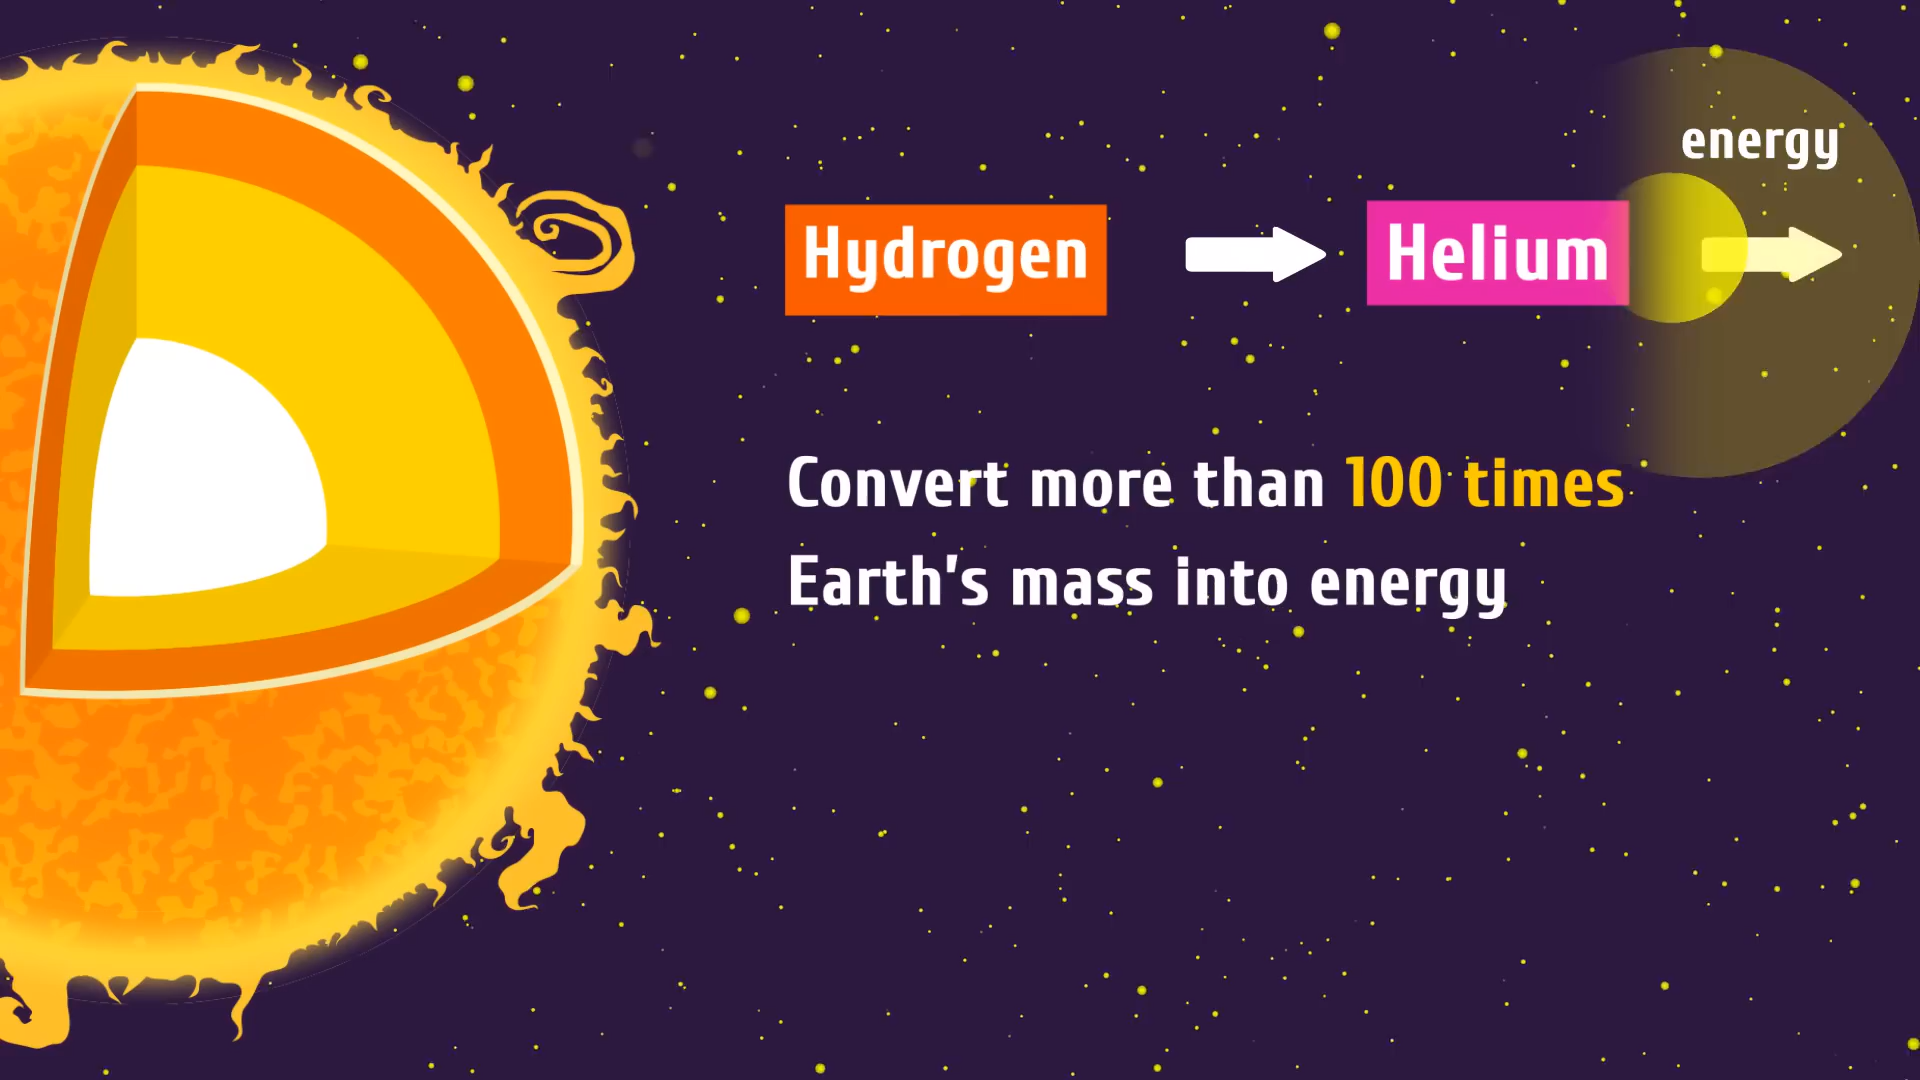 energy
Hydrogen
Helium
Convert more than 100 times
Earth's mass into energy